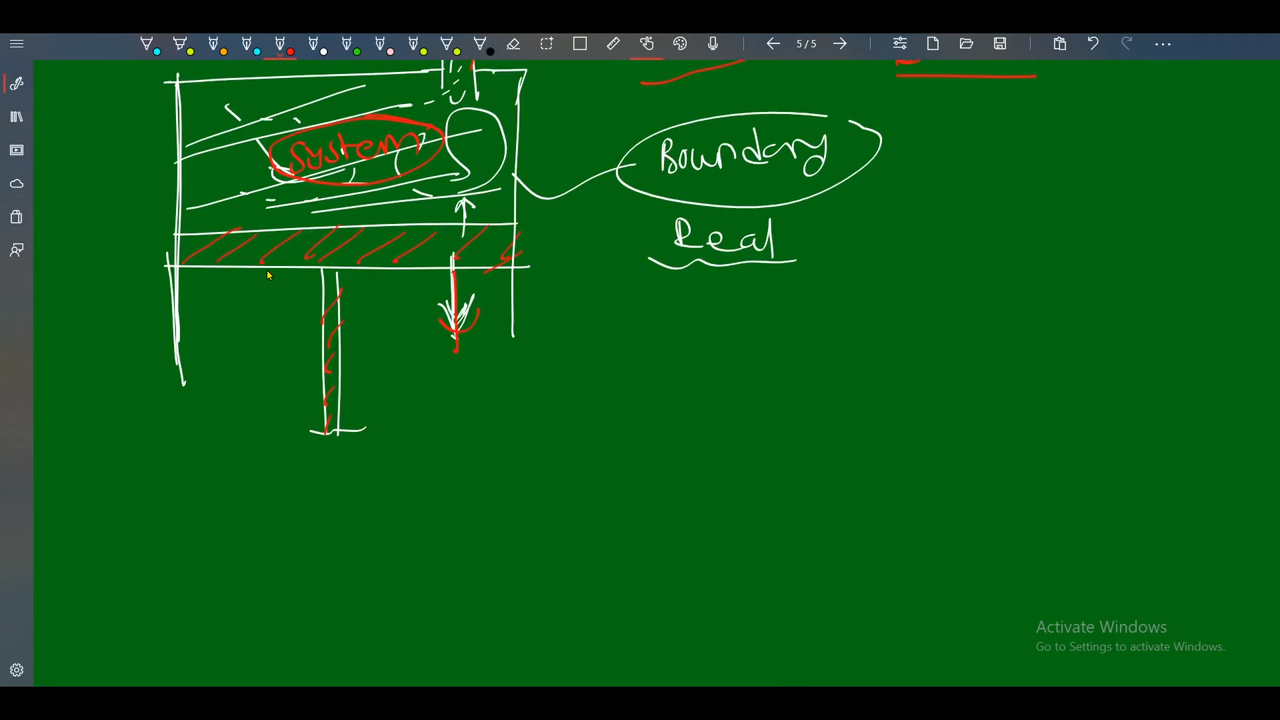 5/5
System
Boundary
Real
Activate Windows
Go to Settings to activate Windows.